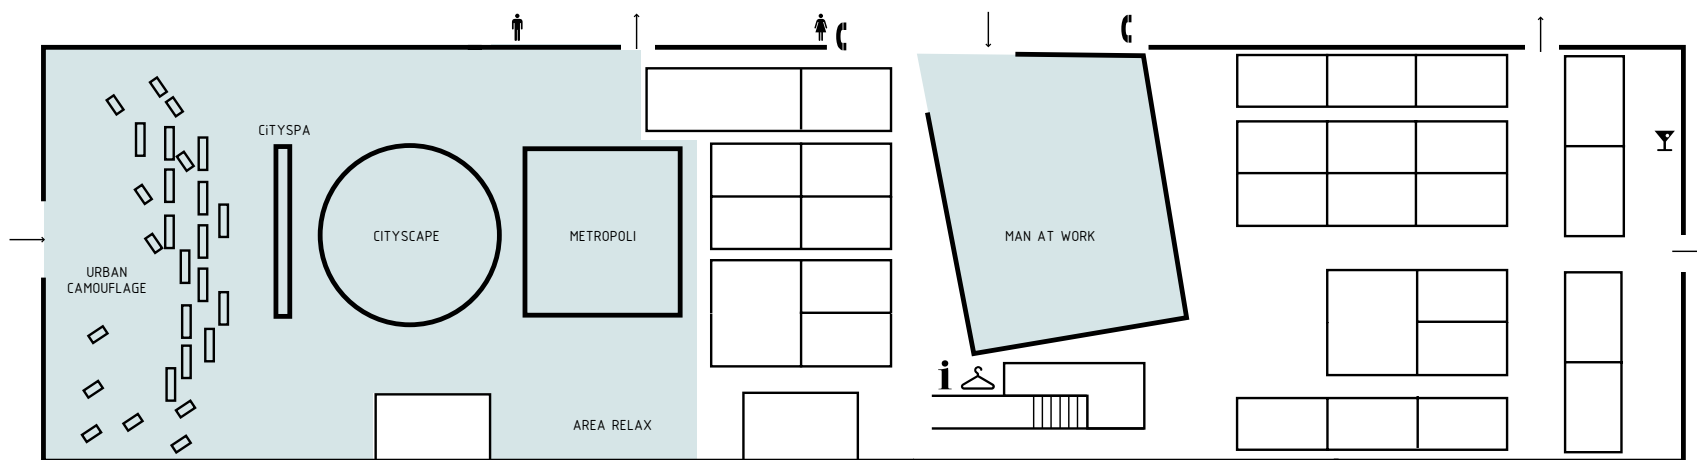 CiTYSPA
CITYSCAPE
METROPOLI
MAN AT WORK
URBAN
CAMOUFLAGE
i
AREA RELAX